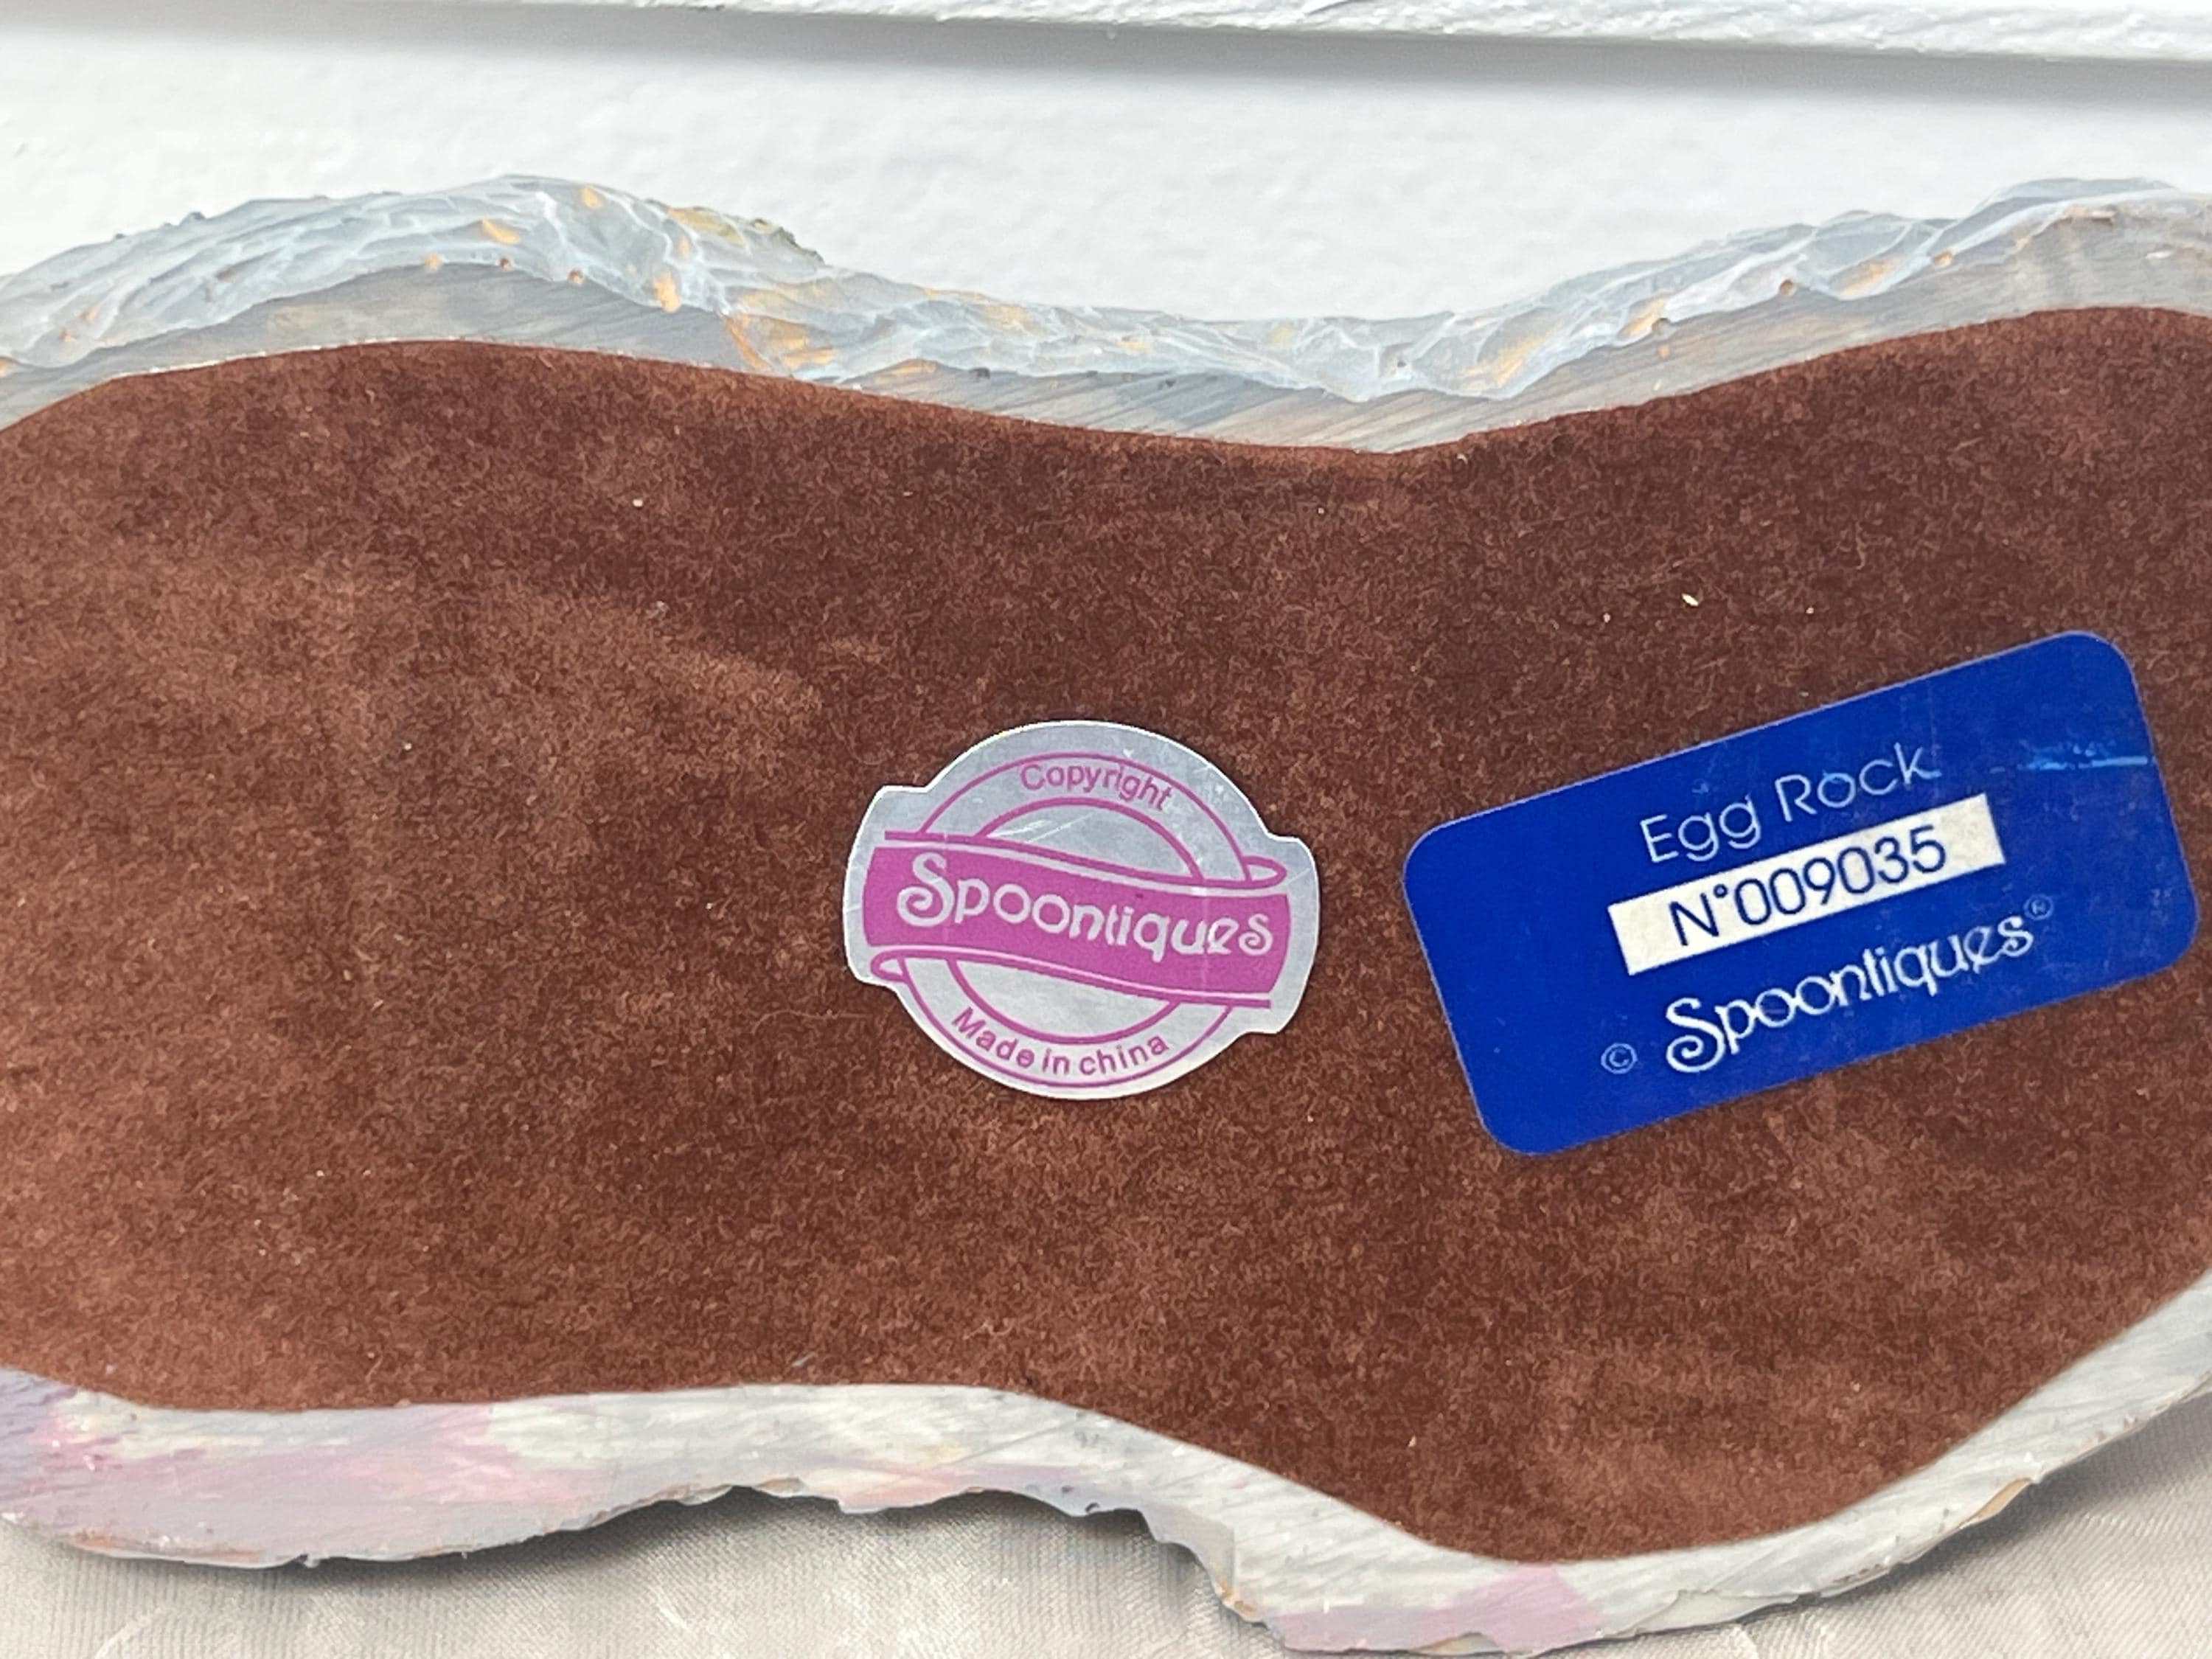 Copyright
Spoontiques
Made in china
Egg Rock
N°009035
© Spoontiques®